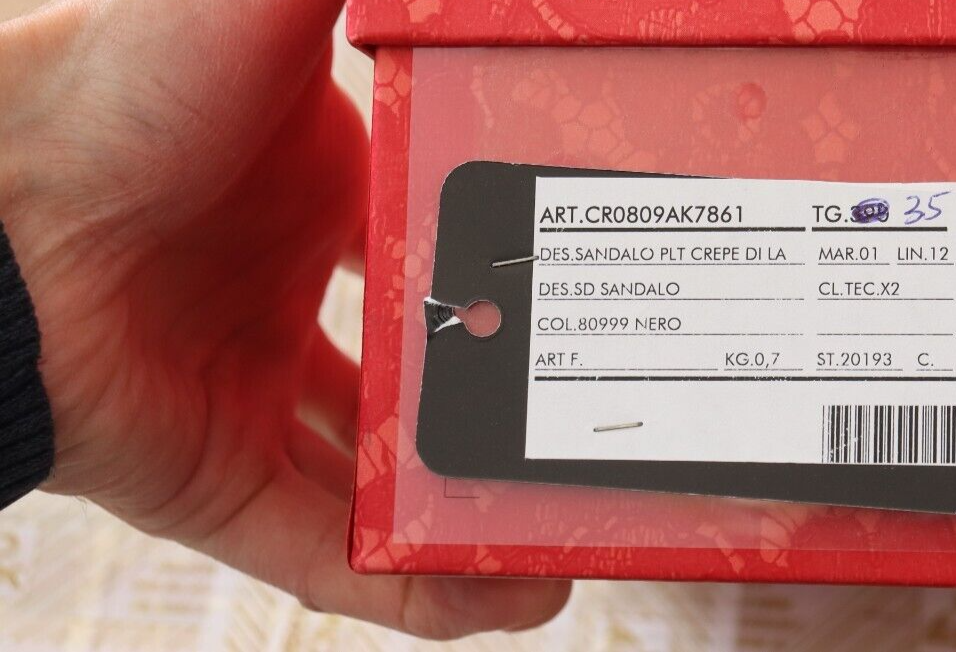 ART.CR0809AK7861 TG. 35
DES.SANDALO PLT CREPE DI LA MAR.01 LIN.12
DES.SD SANDALO CL.TEC.X2
COL.80999 NERO
ART F. KG.0,7 ST.20193 C.